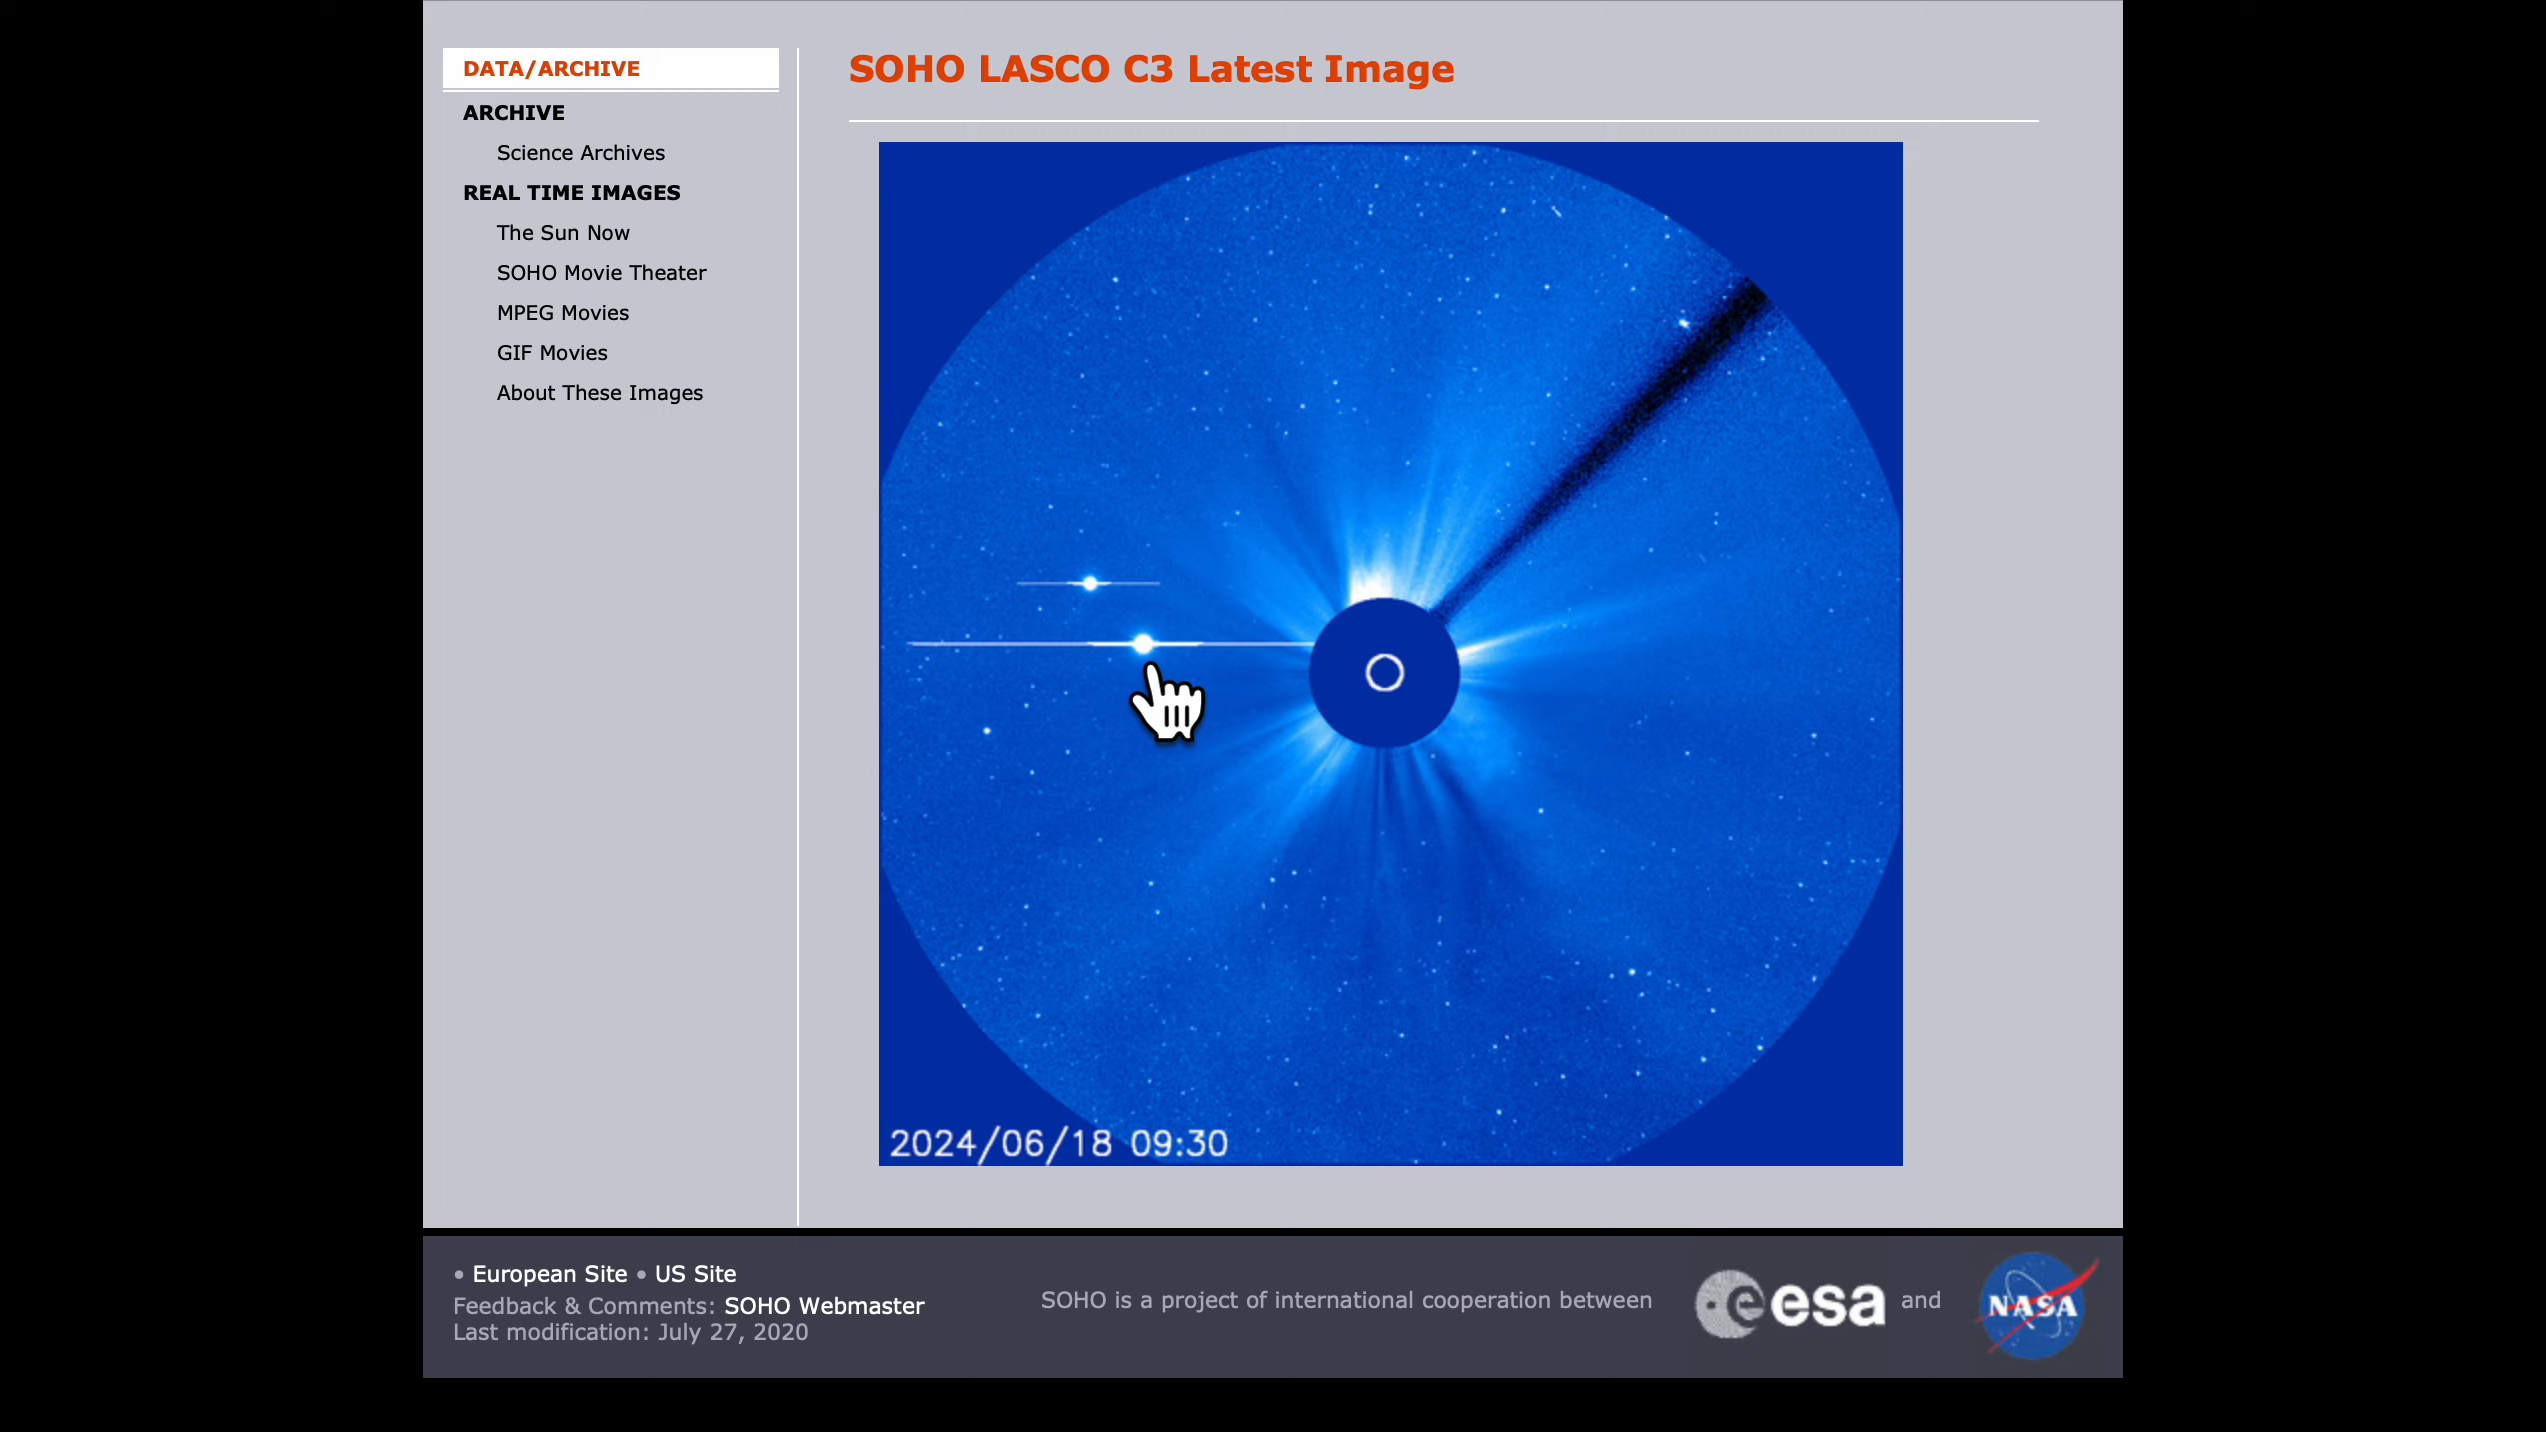 DATA/ARCHIVE
ARCHIVE
Science Archives
REAL TIME IMAGES
The Sun Now
SOHO Movie Theater
MPEG Movies
GIF Movies
About These Images
SOHO LASCO C3 Latest Image
2024/06/18 09:30
• European Site • US Site
Feedback & Comments: SOHO Webmaster
Last modification: July 27, 2020
SOHO is a project of international cooperation between esa and NASA